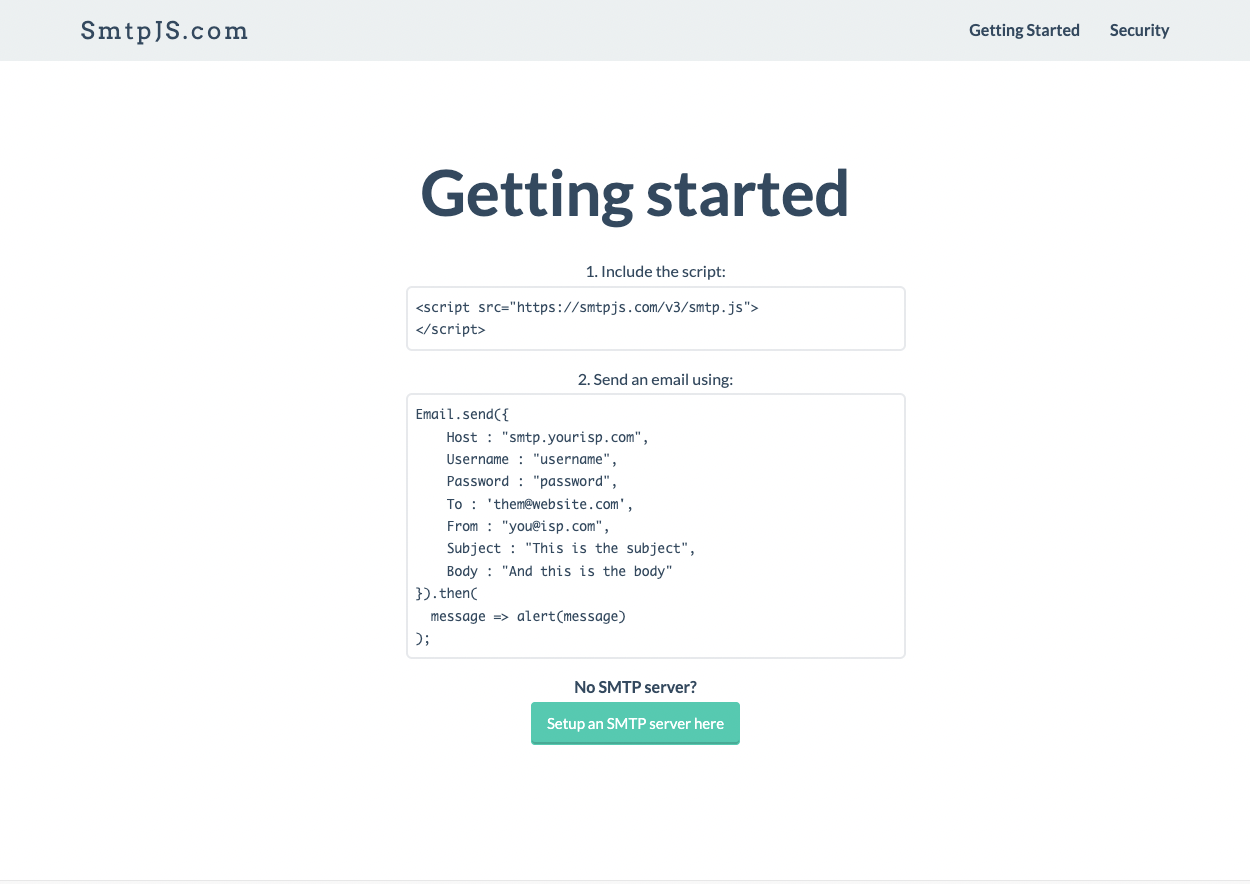 SmtpJS.com
Getting Started
Security
Getting started
1. Include the script:
<script src="https://smtpjs.com/v3/smtp.js">
</script>
2. Send an email using:
Email.send({
    Host : "smtp.yourisp.com",
    Username : "username",
    Password : "password",
    To : 'them@website.com',
    From : "you@isp.com",
    Subject : "This is the subject",
    Body : "And this is the body"
}).then(
  message => alert(message)
);
No SMTP server?
Setup an SMTP server here